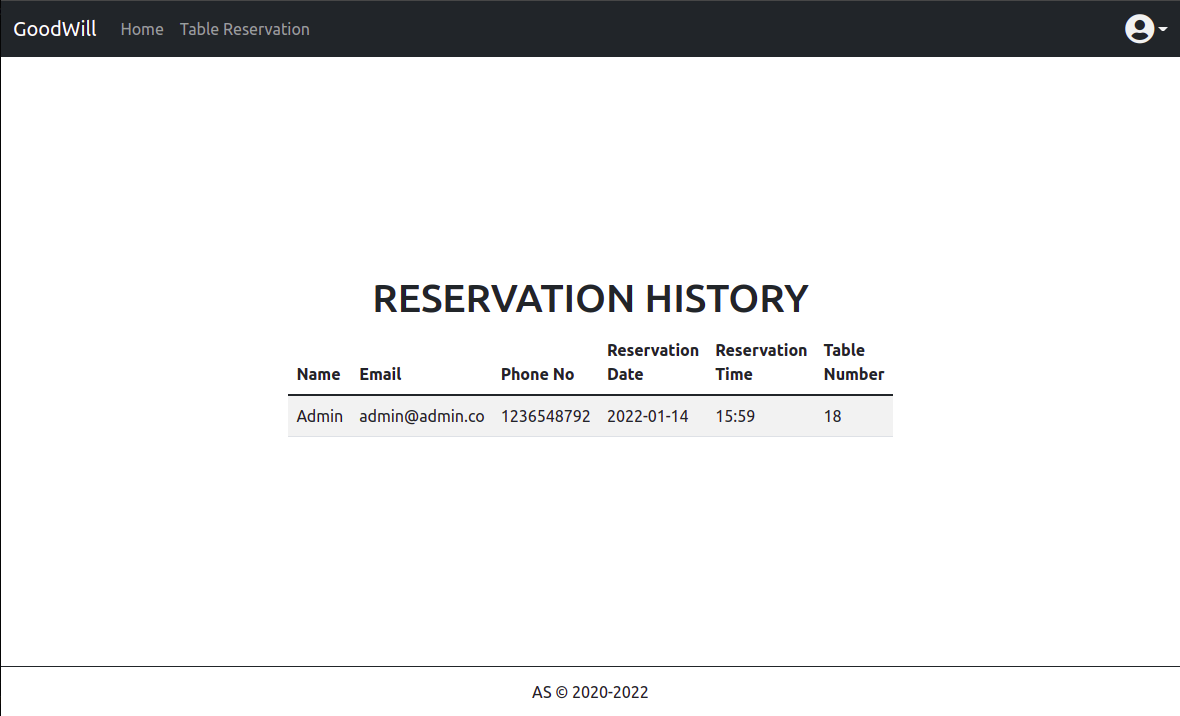 GoodWill Home Table Reservation
RESERVATION HISTORY
Name Email Phone No Reservation Date Reservation Time Table Number
Admin admin@admin.co 1236548792 2022-01-14 15:59 18
AS © 2020-2022